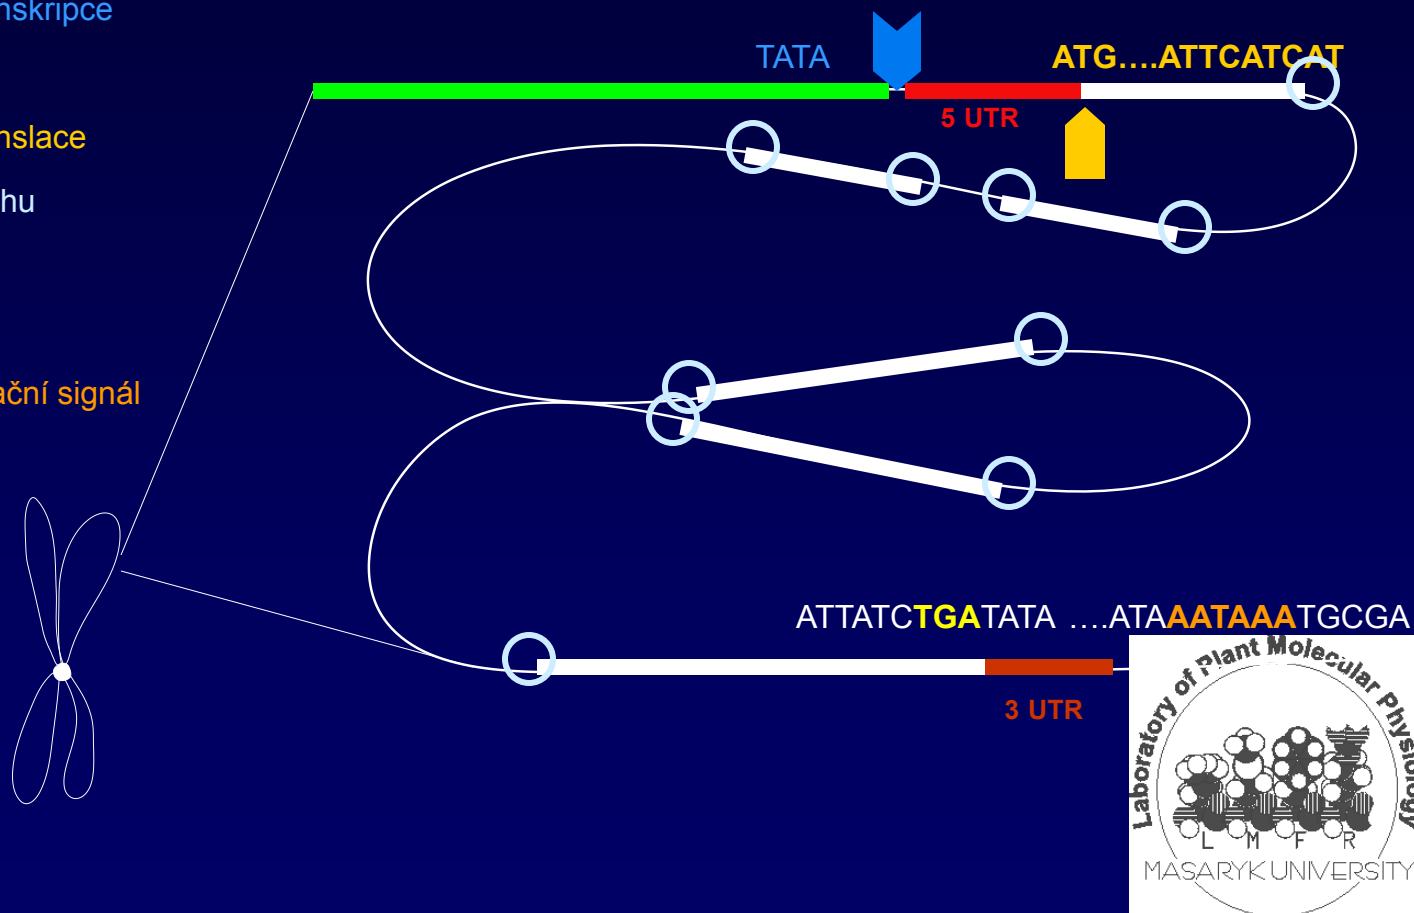 nskripce
TATA
ATG....ATTCATCAT
5 UTR
nslace
hu
ační signál
ATTATCTGATATA ....ATAAATAAATGCGA
3 UTR
Laboratory of Plant Molecular Physiology
L M F R
MASARYK UNIVERSITY